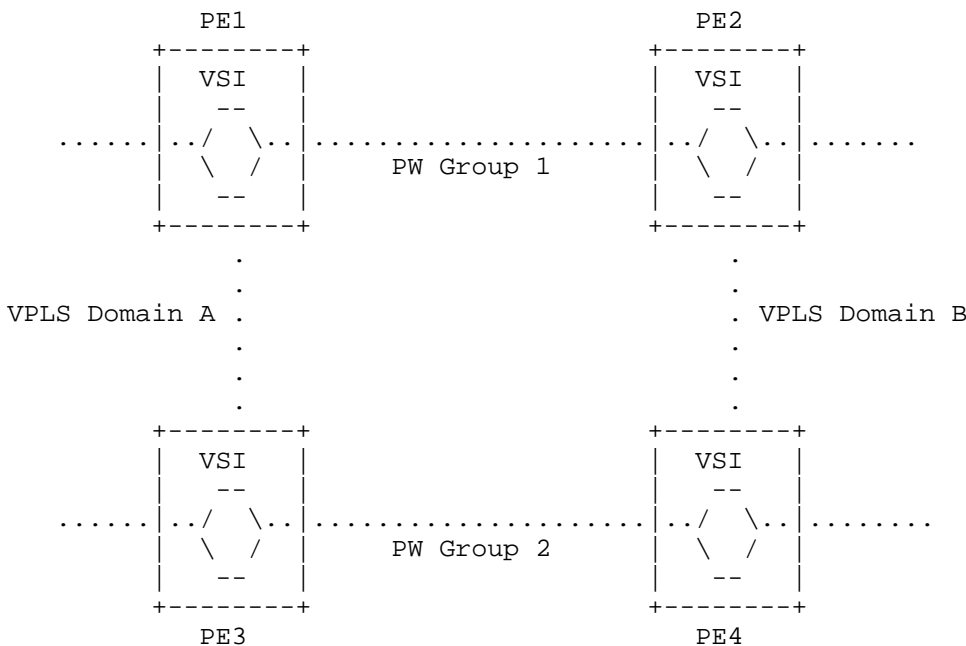 PE1 PE2
VSI VSI
PW Group 1
VPLS Domain A VPLS Domain B
VSI VSI
PW Group 2
PE3 PE4